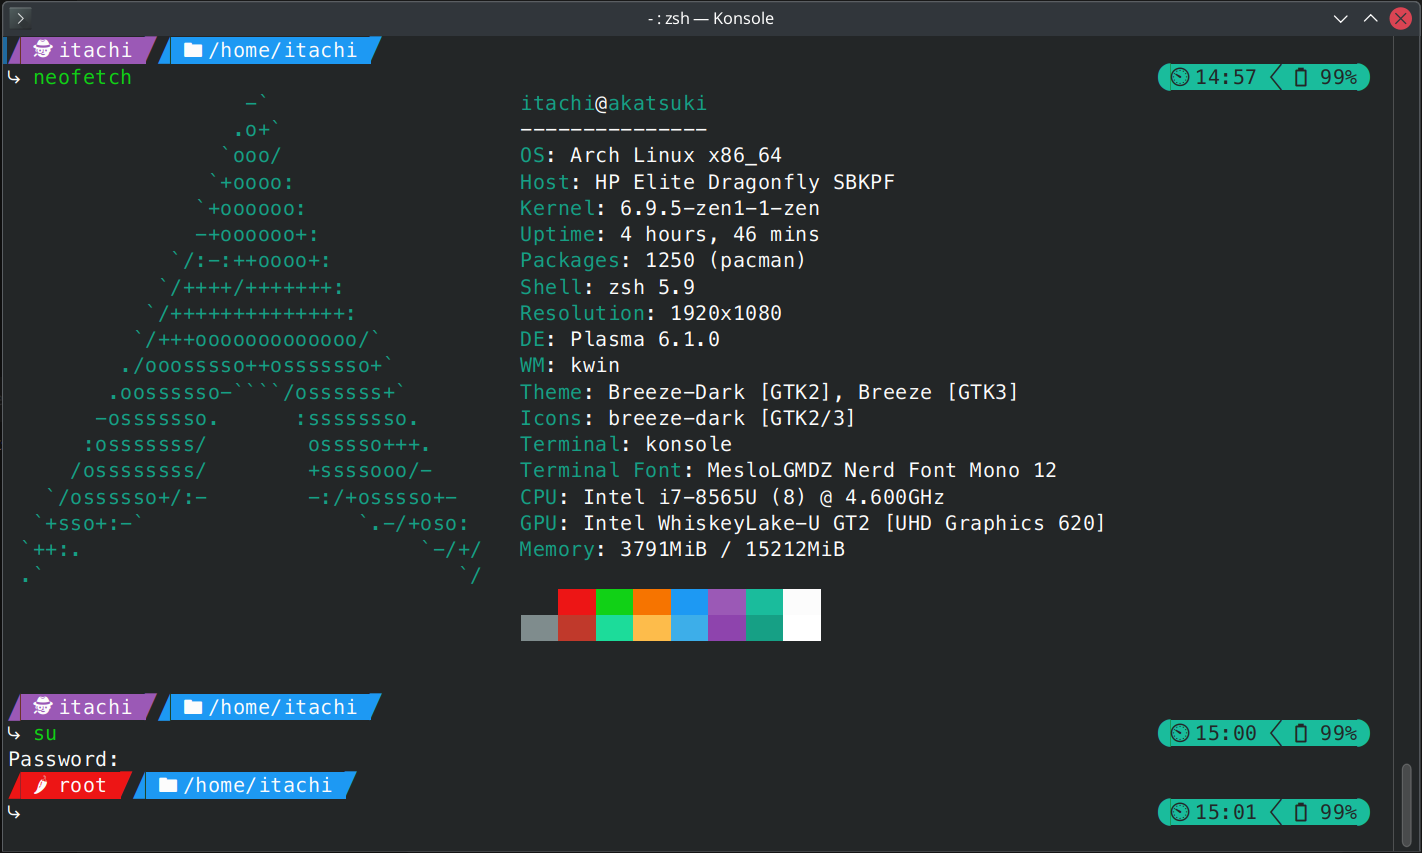 - : zsh — Konsole
itachi /home/itachi
neofetch 14:57 99%
-`
.o+`
`ooo/
`+oooo:
`+oooooo:
-+oooooo+:
`/:-:++oooo+:
`/++++/+++++++:
`/++++++++++++++:
`/+++ooooooooooooo/`
./ooosssso++osssssso+`
.oossssso-````/ossssss+`
-osssssso. :ssssssso.
:osssssss/ osssso+++.
/ossssssss/ +ssssooo/-
`/ossssso+/:- -:/+osssso+-
`+sso+:-` `.-/+oso:
`++:. `-/+/
.` `/
itachi@akatsuki
---------------
OS: Arch Linux x86_64
Host: HP Elite Dragonfly SBKPF
Kernel: 6.9.5-zen1-1-zen
Uptime: 4 hours, 46 mins
Packages: 1250 (pacman)
Shell: zsh 5.9
Resolution: 1920x1080
DE: Plasma 6.1.0
WM: kwin
Theme: Breeze-Dark [GTK2], Breeze [GTK3]
Icons: breeze-dark [GTK2/3]
Terminal: konsole
Terminal Font: MesloLGMDZ Nerd Font Mono 12
CPU: Intel i7-8565U (8) @ 4.600GHz
GPU: Intel WhiskeyLake-U GT2 [UHD Graphics 620]
Memory: 3791MiB / 15212MiB
itachi /home/itachi
su 15:00 99%
Password:
root /home/itachi
15:01 99%